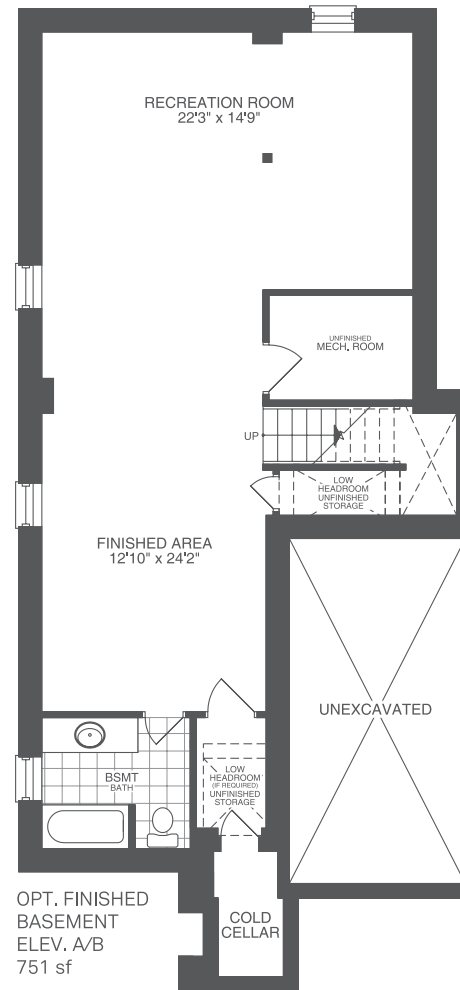 RECREATION ROOM
22'3" x 14'9"
UNFINISHED
MECH. ROOM
UP
LOW
HEADROOM
UNFINISHED
STORAGE
FINISHED AREA
12'10" x 24'2"
UNEXCAVATED
BSMT
BATH
LOW
HEADROOM
(IF REQUIRED)
UNFINISHED
STORAGE
COLD
CELLAR
OPT. FINISHED
BASEMENT
ELEV. A/B
751 sf